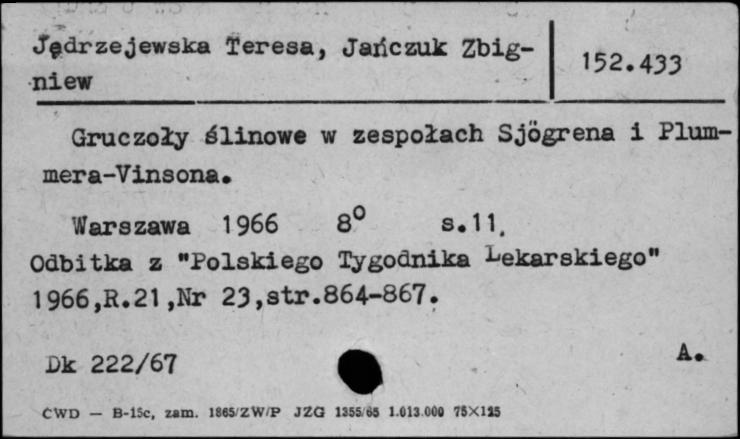 Jędrzejewska Teresa, Jańczuk Zbig-
niew
152.433
Gruczoły ślinowe w zespołach Sjögrena i Plum-
mera-Vinsona.
Warszawa 1966 8⁰ s.11.
Odbitka z "Polskiego Tygodnika Lekarskiego"
1966,R.21,Nr 23,str.864-867.
Dk 222/67
A.
CWD — B-15c, zam. 1865/ZW/P JZG 1355/65 1.013.000 75×125